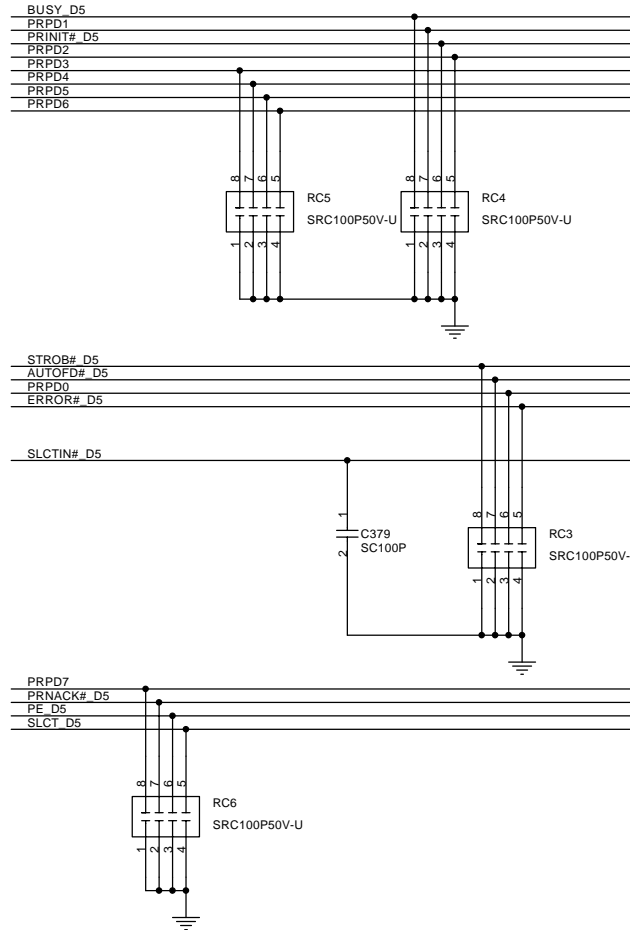 BUSY_D5
PRPD1
PRINIT#_D5
PRPD2
PRPD3
PRPD4
PRPD5
PRPD6
8 7 6 5
8 7 6 5
RC5
RC4
SRC100P50V-U
SRC100P50V-U
1 2 3 4
1 2 3 4
STROB#_D5
AUTOFD#_D5
PRPD0
ERROR#_D5
SLCTIN#_D5
1
8 7 6 5
C379
RC3
SC100P
SRC100P50V-
2
1 2 3 4
PRPD7
PRNACK#_D5
PE_D5
SLCT_D5
8 7 6 5
RC6
SRC100P50V-U
1 2 3 4